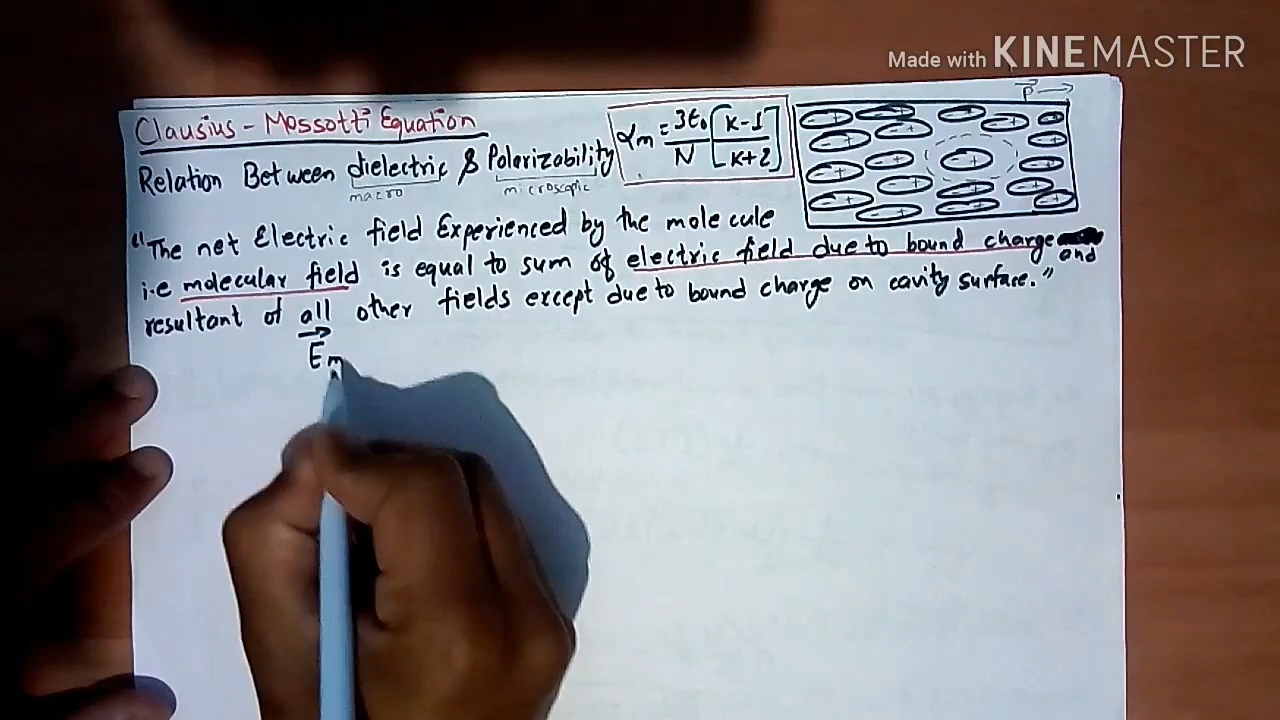 Made with KINEMASTER
P
Clausius - Mossotti Equation
αm = 3ϵ0/N [K-1/K+2]
Relation Between dielectric & Polarizability
macro microscopic
"The net Electric field Experienced by the molecule
i.e molecular field is equal to sum of electric field due to bound charge and
resultant of all other fields except due to bound charge on cavity surface."
Em